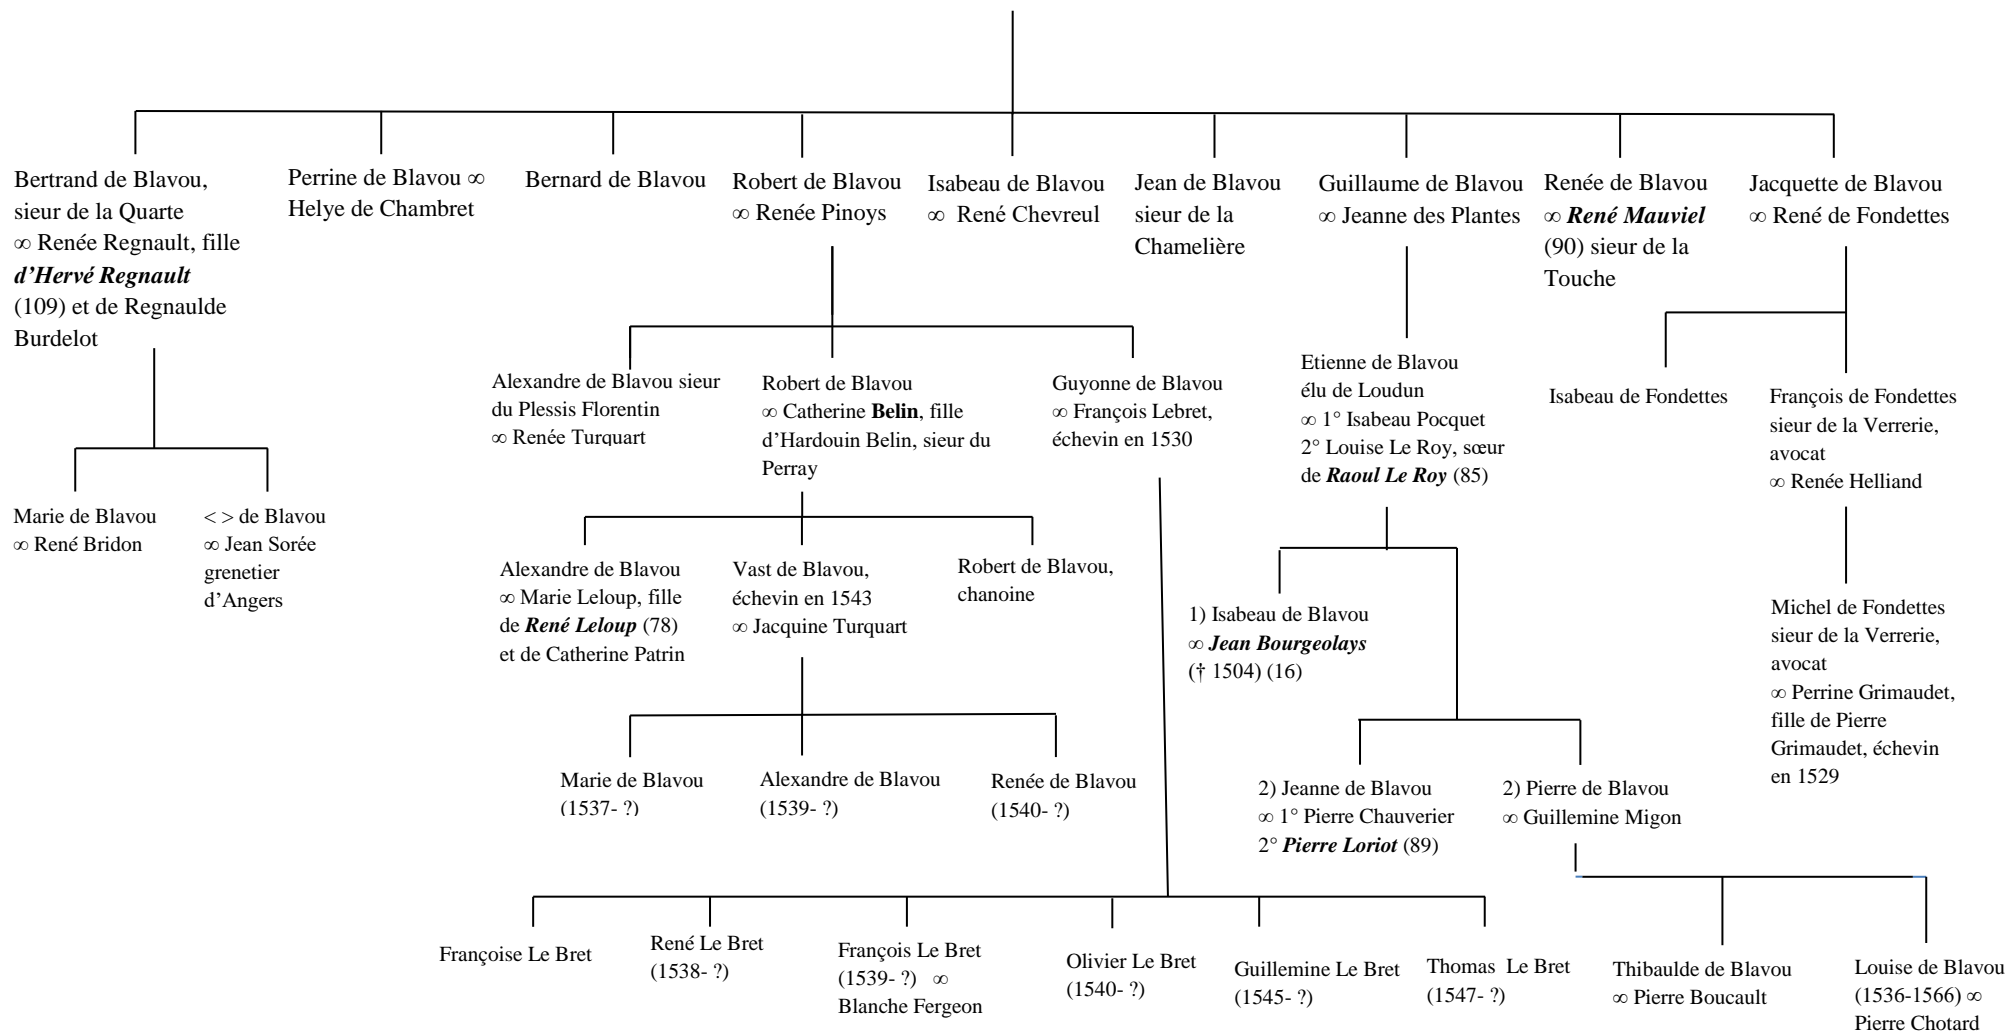 Bertrand de Blavou,
sieur de la Quarte
∞ Renée Regnault, fille
d’Hervé Regnault
(109) et de Regnaulde
Burdelot
Perrine de Blavou ∞
Helye de Chambret
Bernard de Blavou
Robert de Blavou
∞ Renée Pinoys
Isabeau de Blavou
∞ René Chevreul
Jean de Blavou
sieur de la
Chamelière
Guillaume de Blavou
∞ Jeanne des Plantes
Renée de Blavou
∞ René Mauviel
(90) sieur de la
Touche
Jacquette de Blavou
∞ René de Fondettes
Alexandre de Blavou sieur
du Plessis Florentin
∞ Renée Turquart
Robert de Blavou
∞ Catherine Belin, fille
d’Hardouin Belin, sieur du
Perray
Guyonne de Blavou
∞ François Lebret,
échevin en 1530
Etienne de Blavou
élu de Loudun
∞ 1° Isabeau Pocquet
2° Louise Le Roy, sœur
de Raoul Le Roy (85)
Isabeau de Fondettes
François de Fondettes
sieur de la Verrerie,
avocat
∞ Renée Helliand
Marie de Blavou
∞ René Bridon
< > de Blavou
∞ Jean Sorée
grenetier
d’Angers
Alexandre de Blavou
∞ Marie Leloup, fille
de René Leloup (78)
et de Catherine Patrin
Vast de Blavou,
échevin en 1543
∞ Jacquine Turquart
Robert de Blavou,
chanoine
1) Isabeau de Blavou
∞ Jean Bourgeolays
(† 1504) (16)
Michel de Fondettes
sieur de la Verrerie,
avocat
∞ Perrine Grimaudet,
fille de Pierre
Grimaudet, échevin
en 1529
Marie de Blavou
(1537- ?)
Alexandre de Blavou
(1539- ?)
Renée de Blavou
(1540- ?)
2) Jeanne de Blavou
∞ 1° Pierre Chauverier
2° Pierre Loriot (89)
2) Pierre de Blavou
∞ Guillemine Migon
Françoise Le Bret
René Le Bret
(1538- ?)
François Le Bret
(1539- ?) ∞
Blanche Fergeon
Olivier Le Bret
(1540- ?)
Guillemine Le Bret
(1545- ?)
Thomas Le Bret
(1547- ?)
Thibaulde de Blavou
∞ Pierre Boucault
Louise de Blavou
(1536-1566) ∞
Pierre Chotard